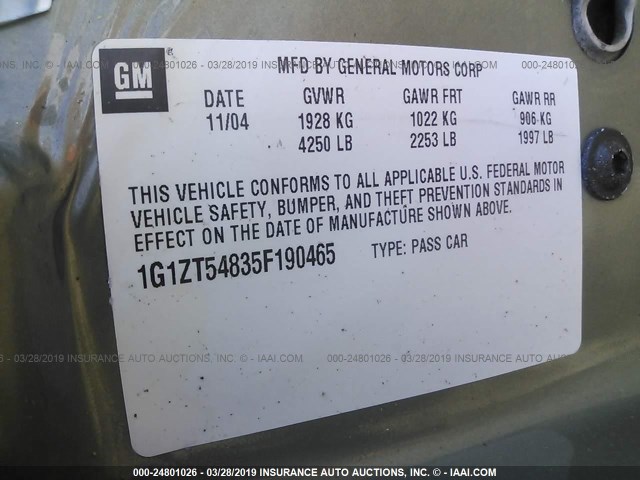 GM
MFD BY GENERAL MOTORS CORP
DATE GVWR GAWR FRT GAWR RR
11/04 1928 KG 1022 KG 906 KG
4250 LB 2253 LB 1997 LB
THIS VEHICLE CONFORMS TO ALL APPLICABLE U.S. FEDERAL MOTOR
VEHICLE SAFETY, BUMPER, AND THEFT PREVENTION STANDARDS IN
EFFECT ON THE DATE OF MANUFACTURE SHOWN ABOVE.
1G1ZT54835F190465 TYPE: PASS CAR
000-24801026 - 03/28/2019 INSURANCE AUTO AUCTIONS, INC. - IAAI.COM